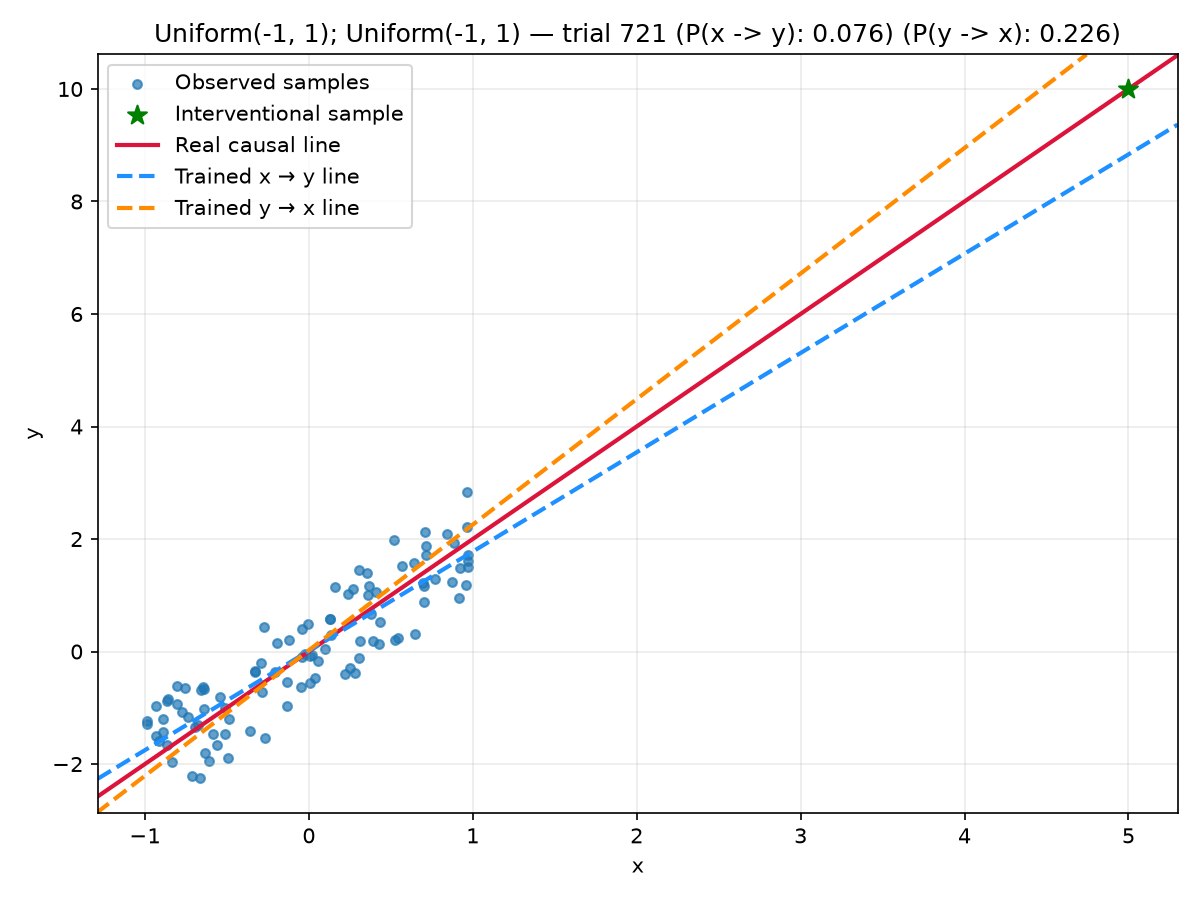 Uniform(-1, 1); Uniform(-1, 1) — trial 721 (P(x -> y): 0.076) (P(y -> x): 0.226)
Observed samples
Interventional sample
Real causal line
Trained x → y line
Trained y → x line
10
8
6
4
2
0
−2
y
−1
0
1
2
3
4
5
x